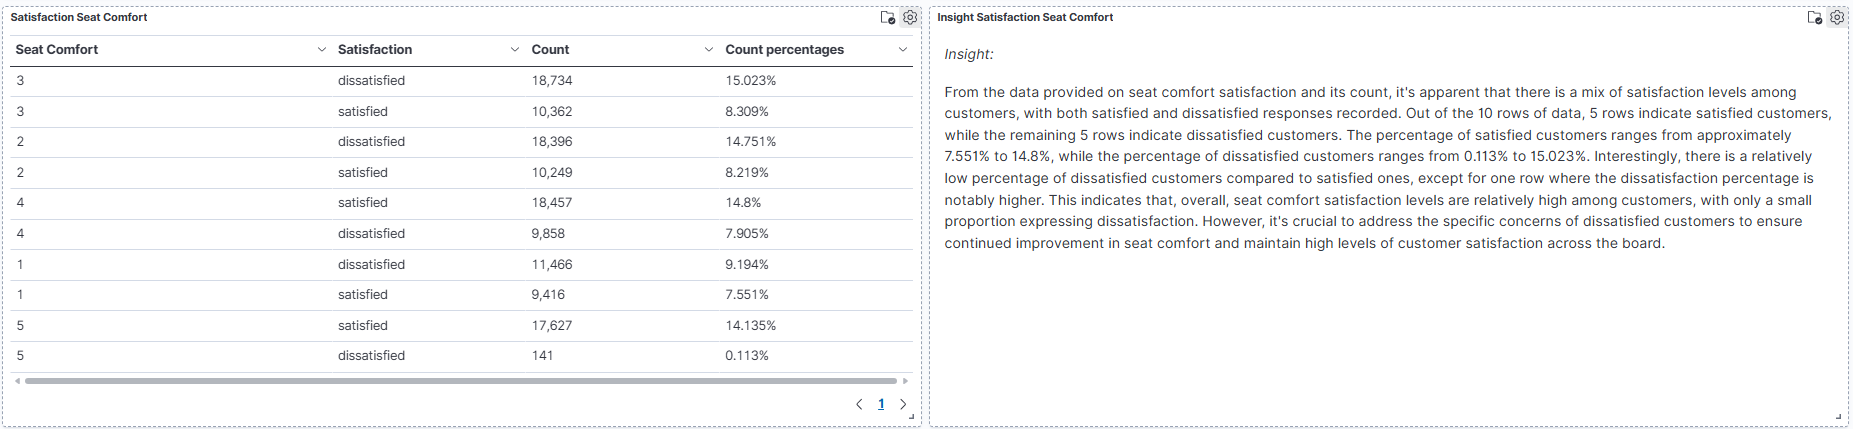 Satisfaction Seat Comfort
Seat Comfort Satisfaction Count Count percentages
3 dissatisfied 18,734 15.023%
3 satisfied 10,362 8.309%
2 dissatisfied 18,396 14.751%
2 satisfied 10,249 8.219%
4 satisfied 18,457 14.8%
4 dissatisfied 9,858 7.905%
1 dissatisfied 11,466 9.194%
1 satisfied 9,416 7.551%
5 satisfied 17,627 14.135%
5 dissatisfied 141 0.113%
1
Insight Satisfaction Seat Comfort
Insight:
From the data provided on seat comfort satisfaction and its count, it's apparent that there is a mix of satisfaction levels among
customers, with both satisfied and dissatisfied responses recorded. Out of the 10 rows of data, 5 rows indicate satisfied customers,
while the remaining 5 rows indicate dissatisfied customers. The percentage of satisfied customers ranges from approximately
7.551% to 14.8%, while the percentage of dissatisfied customers ranges from 0.113% to 15.023%. Interestingly, there is a relatively
low percentage of dissatisfied customers compared to satisfied ones, except for one row where the dissatisfaction percentage is
notably higher. This indicates that, overall, seat comfort satisfaction levels are relatively high among customers, with only a small
proportion expressing dissatisfaction. However, it's crucial to address the specific concerns of dissatisfied customers to ensure
continued improvement in seat comfort and maintain high levels of customer satisfaction across the board.